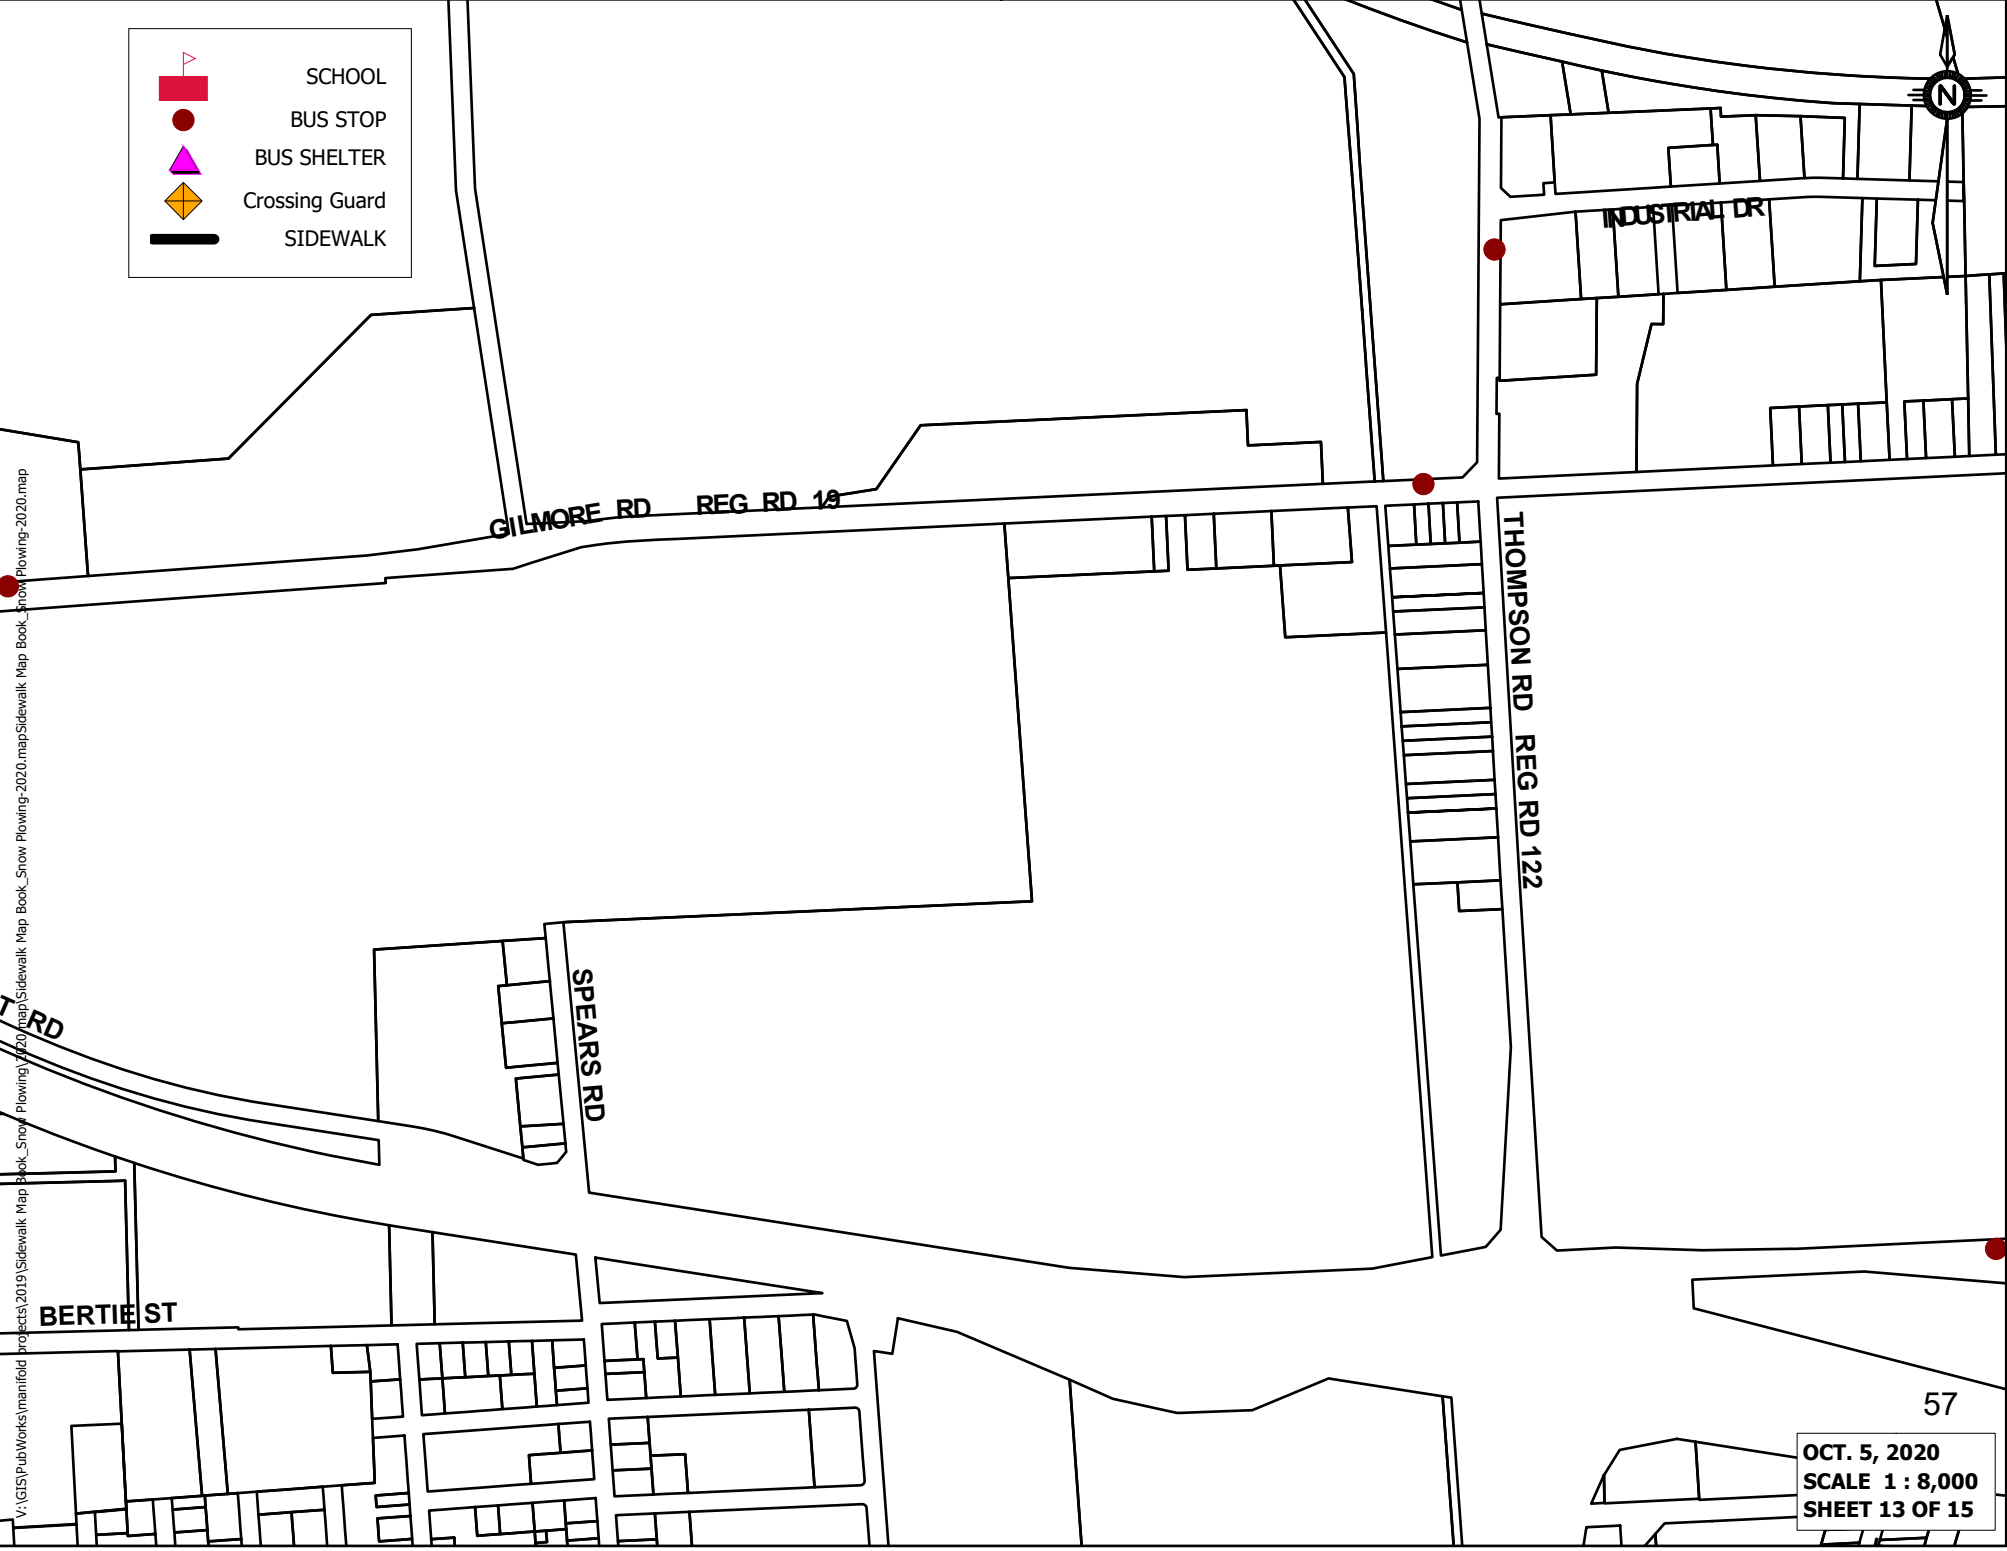 SCHOOL
BUS STOP
BUS SHELTER
Crossing Guard
SIDEWALK
N
INDUSTRIAL DR
GILMORE RD REG RD 19
THOMPSON RD REG RD 122
SPEARS RD
T RD
BERTIE ST
V:\GIS\PubWorks\manifold projects\2019\Sidewalk Map Book_Snow Plowing\2020.map\Sidewalk Map Book_Snow Plowing-2020.mapSidewalk Map Book_Snow Plowing-2020.map
57
OCT. 5, 2020
SCALE 1 : 8,000
SHEET 13 OF 15